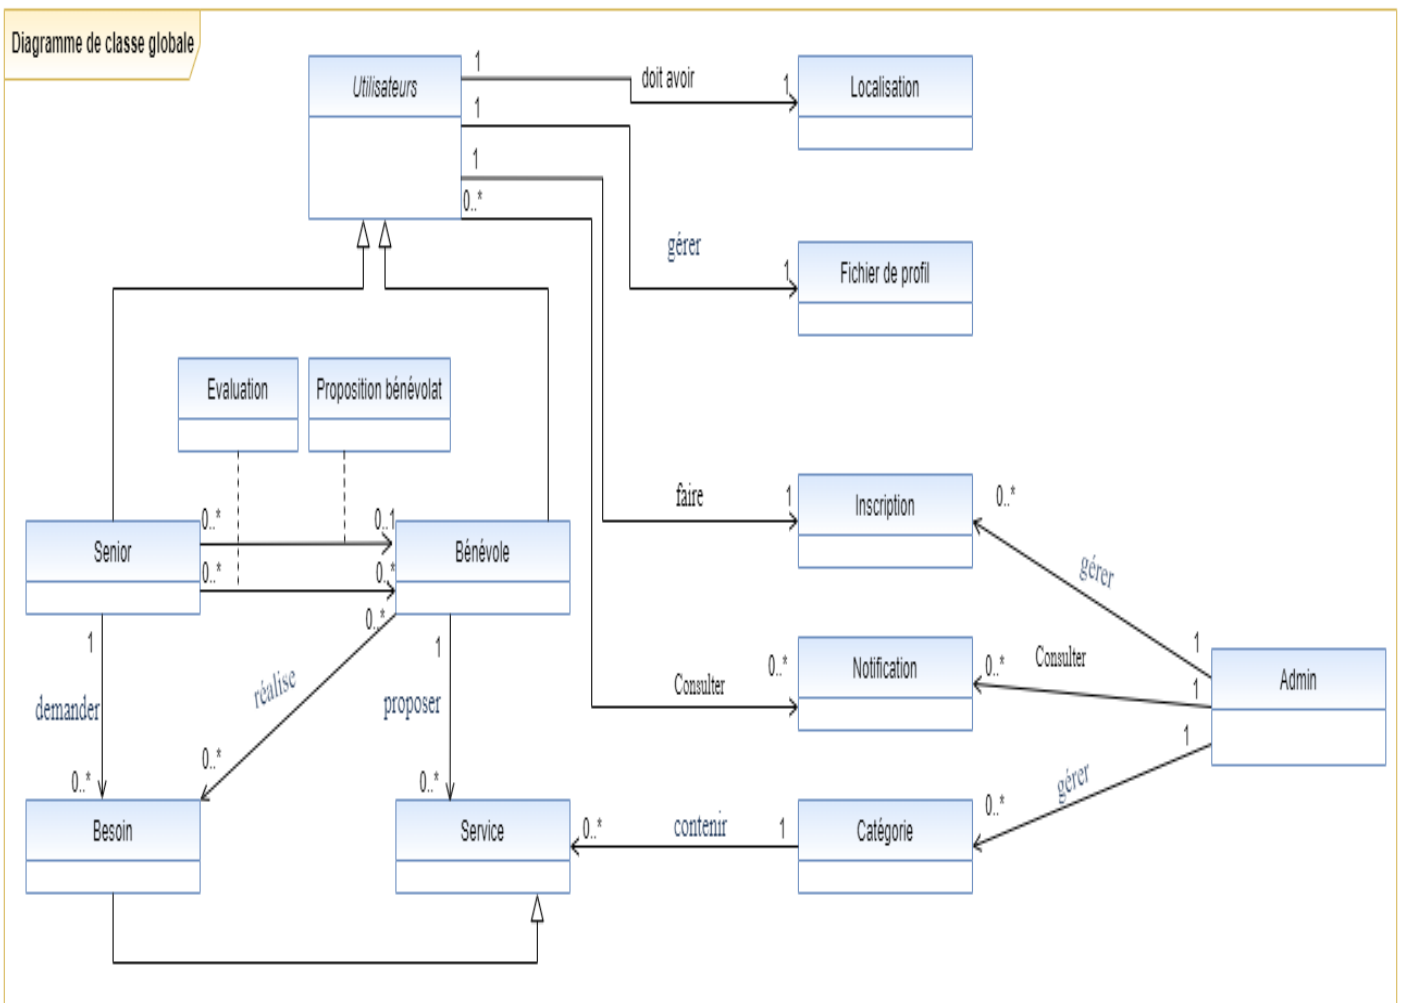 Diagramme de classe globale
Utilisateurs
1
doit avoir
1
Localisation
1
1
0..*
gérer
1
Fichier de profil
Evaluation
Proposition bénévolat
faire
1
Inscription
0..*
0..*
0..1
Senior
Bénévole
0..*
0..*
gérer
0..*
1
1
1
réalise
demander
proposer
0..*
Notification
0..*
Consulter
1
Admin
Consulter
1
0..*
0..*
0..*
gérer
0..*
Besoin
Service
0..*
contenir
1
Catégorie